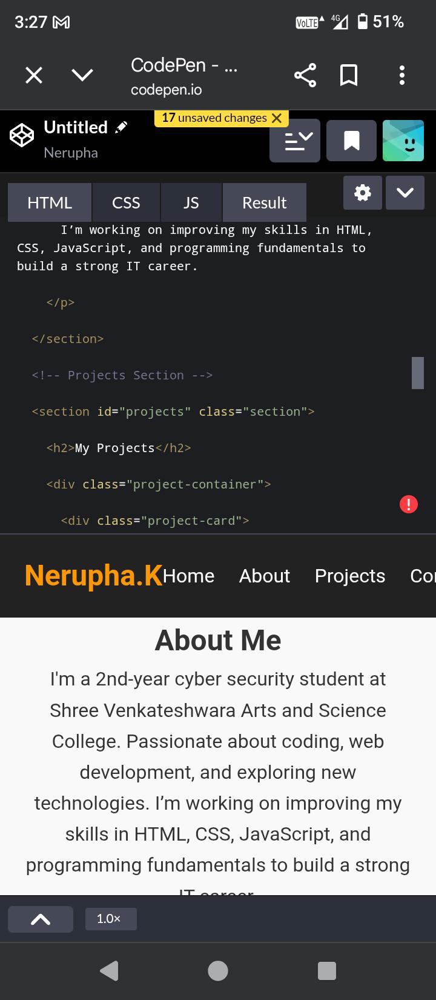 3:27
VoLTE 4G 51%
CodePen - ...
codepen.io
17 unsaved changes
Untitled
Nerupha
HTML CSS JS Result
I’m working on improving my skills in HTML,
CSS, JavaScript, and programming fundamentals to
build a strong IT career.
</p>
</section>
<!-- Projects Section -->
<section id="projects" class="section">
<h2>My Projects</h2>
<div class="project-container">
<div class="project-card">
Nerupha.K Home About Projects
About Me
I'm a 2nd-year cyber security student at
Shree Venkateshwara Arts and Science
College. Passionate about coding, web
development, and exploring new
technologies. I’m working on improving my
skills in HTML, CSS, JavaScript, and
programming fundamentals to build a strong
IT career.
1.0×